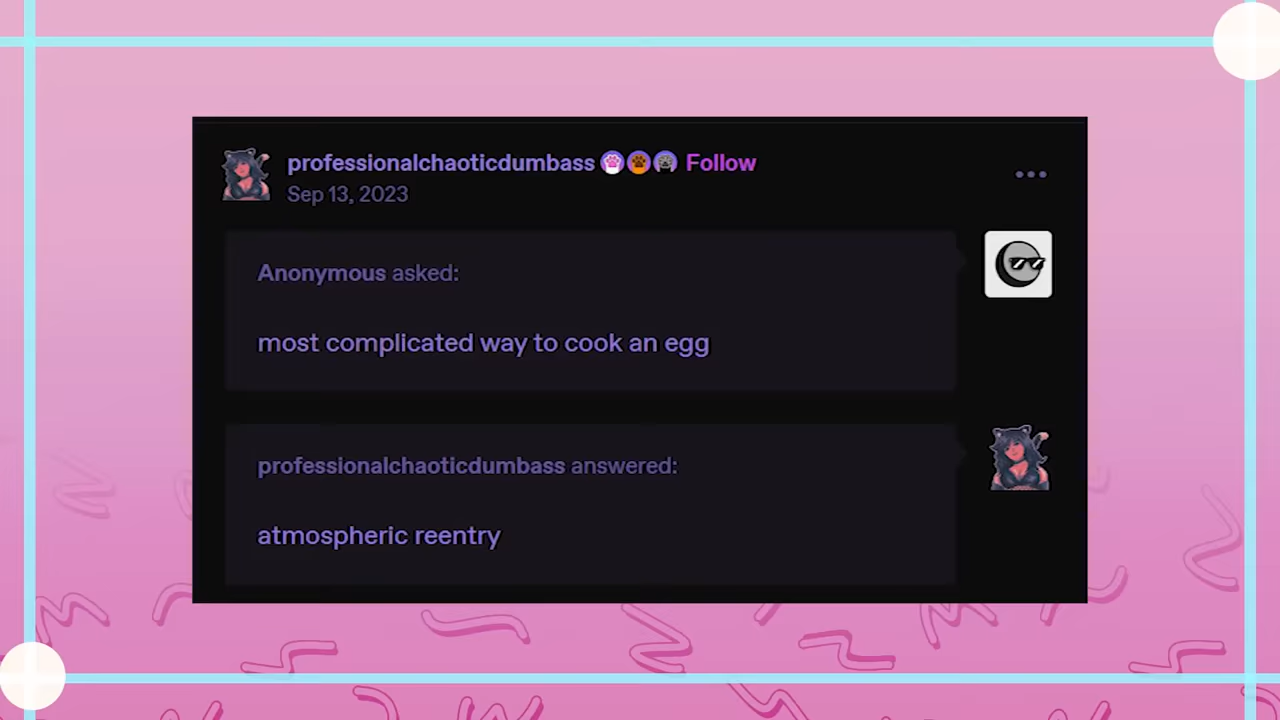 professionalchaoticdumbass Follow
Sep 13, 2023
Anonymous asked:
most complicated way to cook an egg
professionalchaoticdumbass answered:
atmospheric reentry